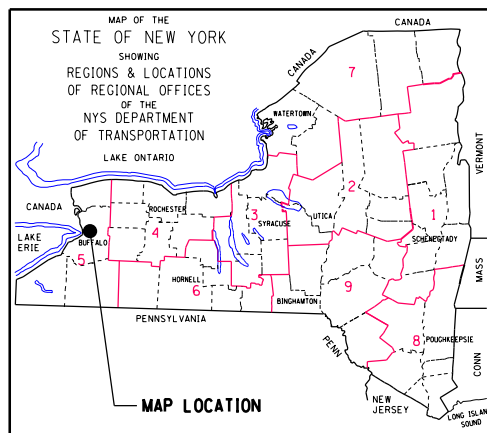 MAP OF THE
STATE OF NEW YORK
SHOWING
REGIONS & LOCATIONS
OF REGIONAL OFFICES
OF THE
NYS DEPARTMENT
OF TRANSPORTATION
CANADA
CANADA
7
WATERTOWN
LAKE ONTARIO
VERMONT
2
CANADA
ROCHESTER
3
SYRACUSE
UTICA
1
4
BUFFALO
SCHENECTADY
LAKE
ERIE
5
MASS
HORNELL
6
BINGHAMTON
9
PENNSYLVANIA
PENN
8
POUGHKEEPSIE
CONN
MAP LOCATION
NEW
JERSEY
LONG ISLAND
SOUND